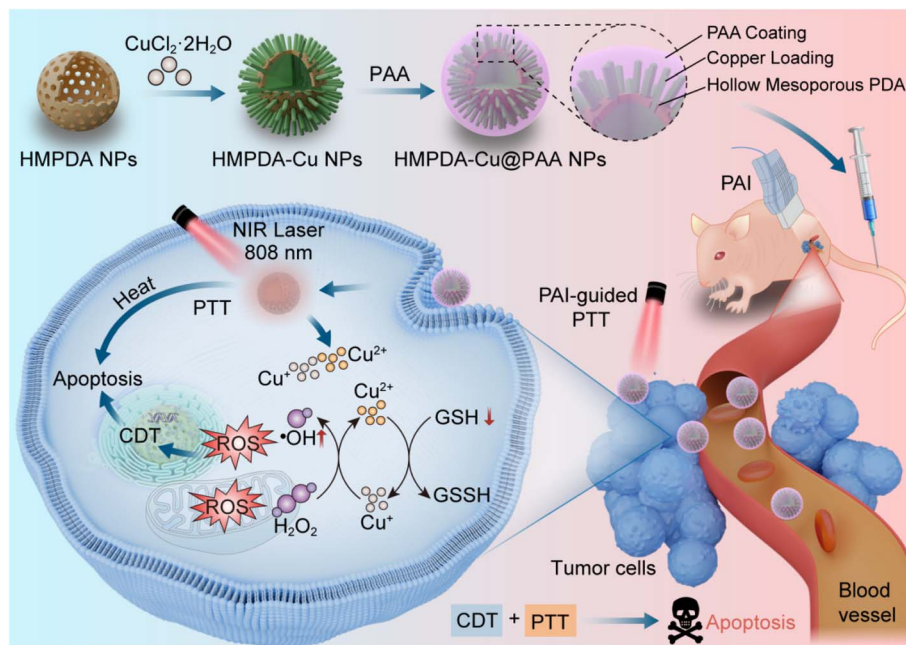 CuCl₂·2H₂O
PAA
HMPDA NPs
HMPDA-Cu NPs
HMPDA-Cu@PAA NPs
PAA Coating
Copper Loading
Hollow Mesoporous PDA
PAI
NIR Laser
808 nm
Heat
PTT
PAI-guided
PTT
Cu⁺
Cu²⁺
Apoptosis
CDT
ROS
•OH
Cu²⁺
GSH
ROS
H₂O₂
Cu⁺
GSSH
Tumor cells
Blood
vessel
CDT + PTT
Apoptosis